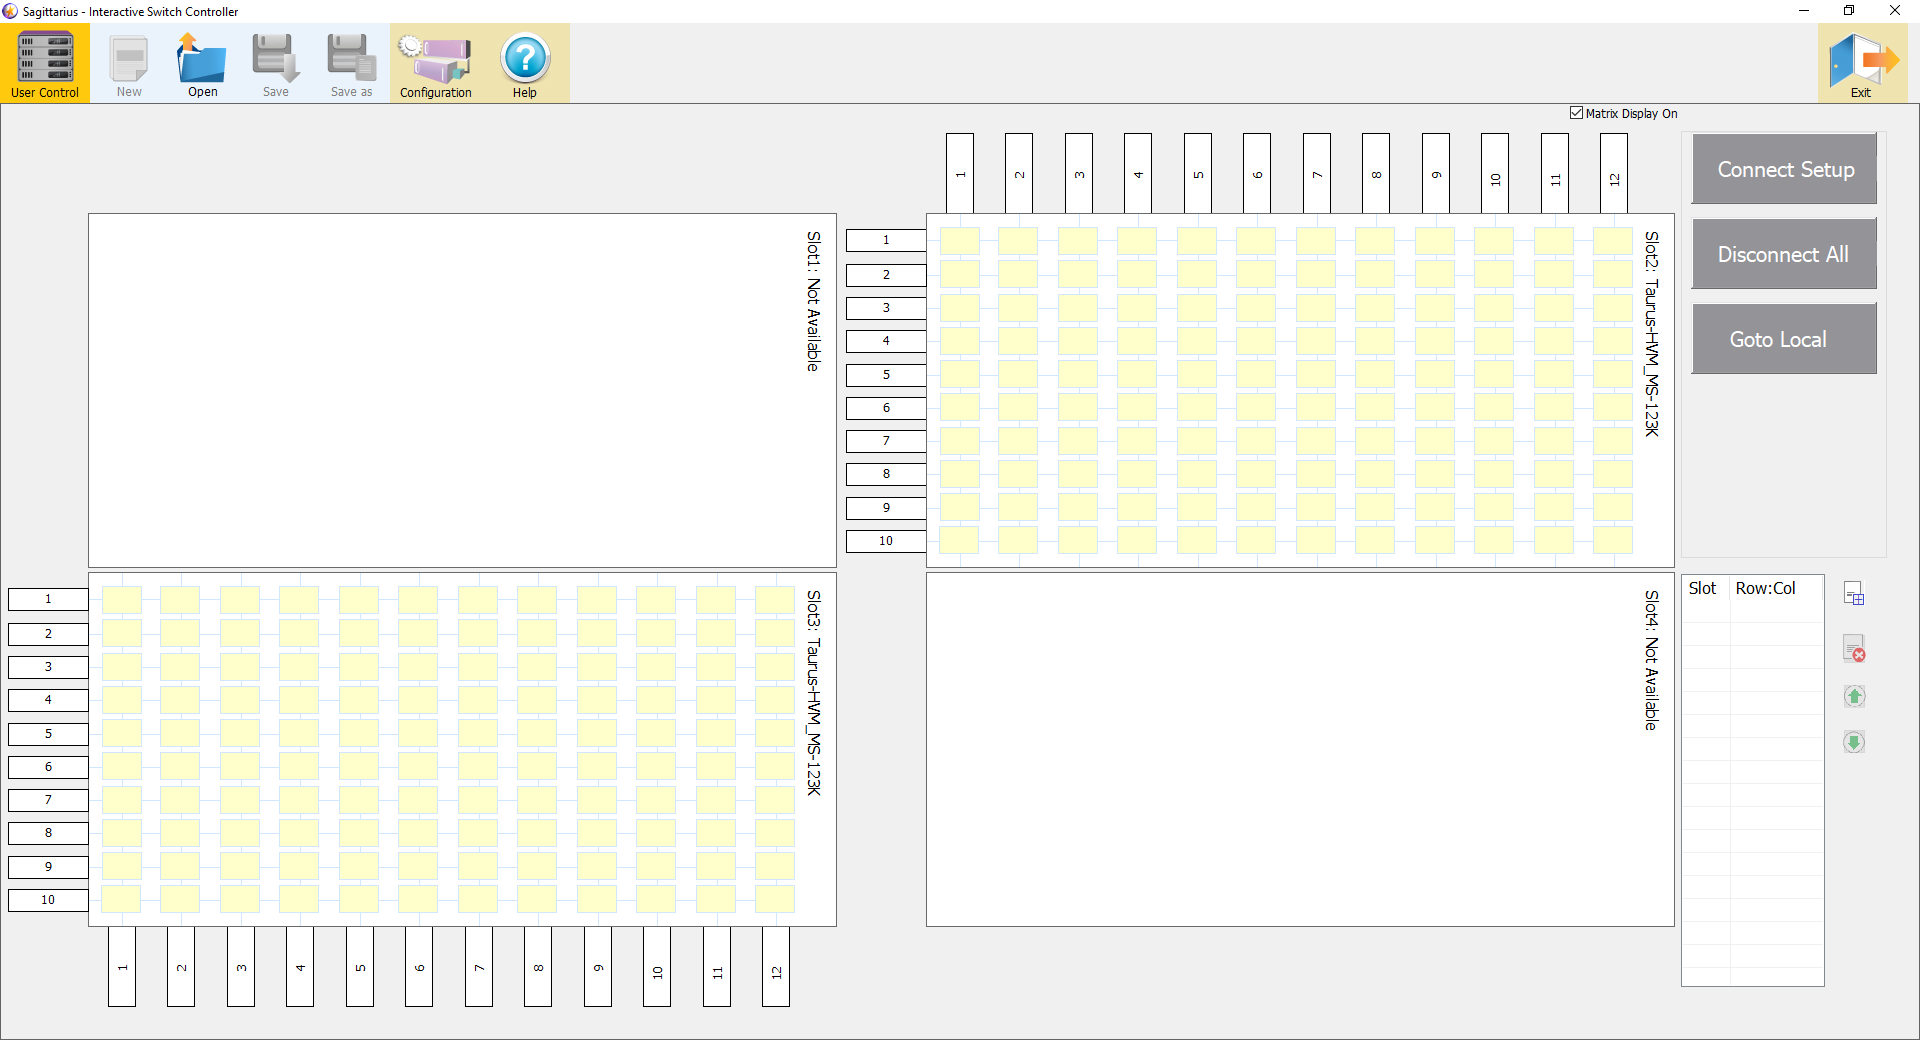 Sagittarius - Interactive Switch Controller
User Control
New
Open
Save
Save as
Configuration
Help
Exit
Matrix Display On
1 2 3 4 5 6 7 8 9 10 11 12
Slot1: Not Available
1
2
3
4
5
6
7
8
9
10
Slot2: Taurus-HVM_MS-123K
Connect Setup
Disconnect All
Goto Local
1
2
3
4
5
6
7
8
9
10
Slot3: Taurus-HVM_MS-123K
1 2 3 4 5 6 7 8 9 10 11 12
Slot4: Not Available
Slot Row:Col